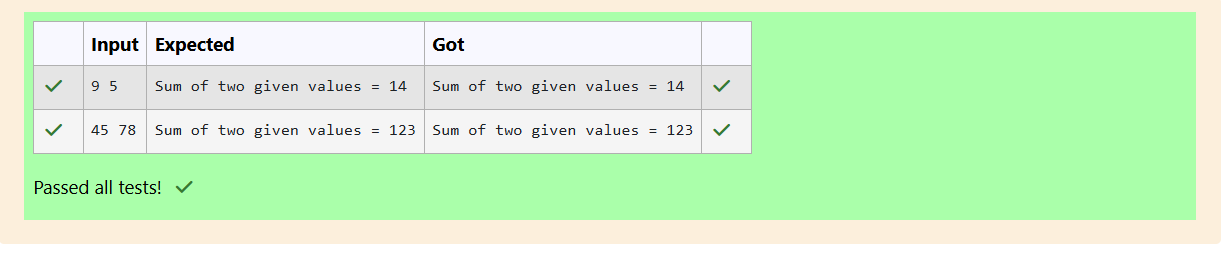 Input Expected Got
9 5 Sum of two given values = 14 Sum of two given values = 14
45 78 Sum of two given values = 123 Sum of two given values = 123
Passed all tests!